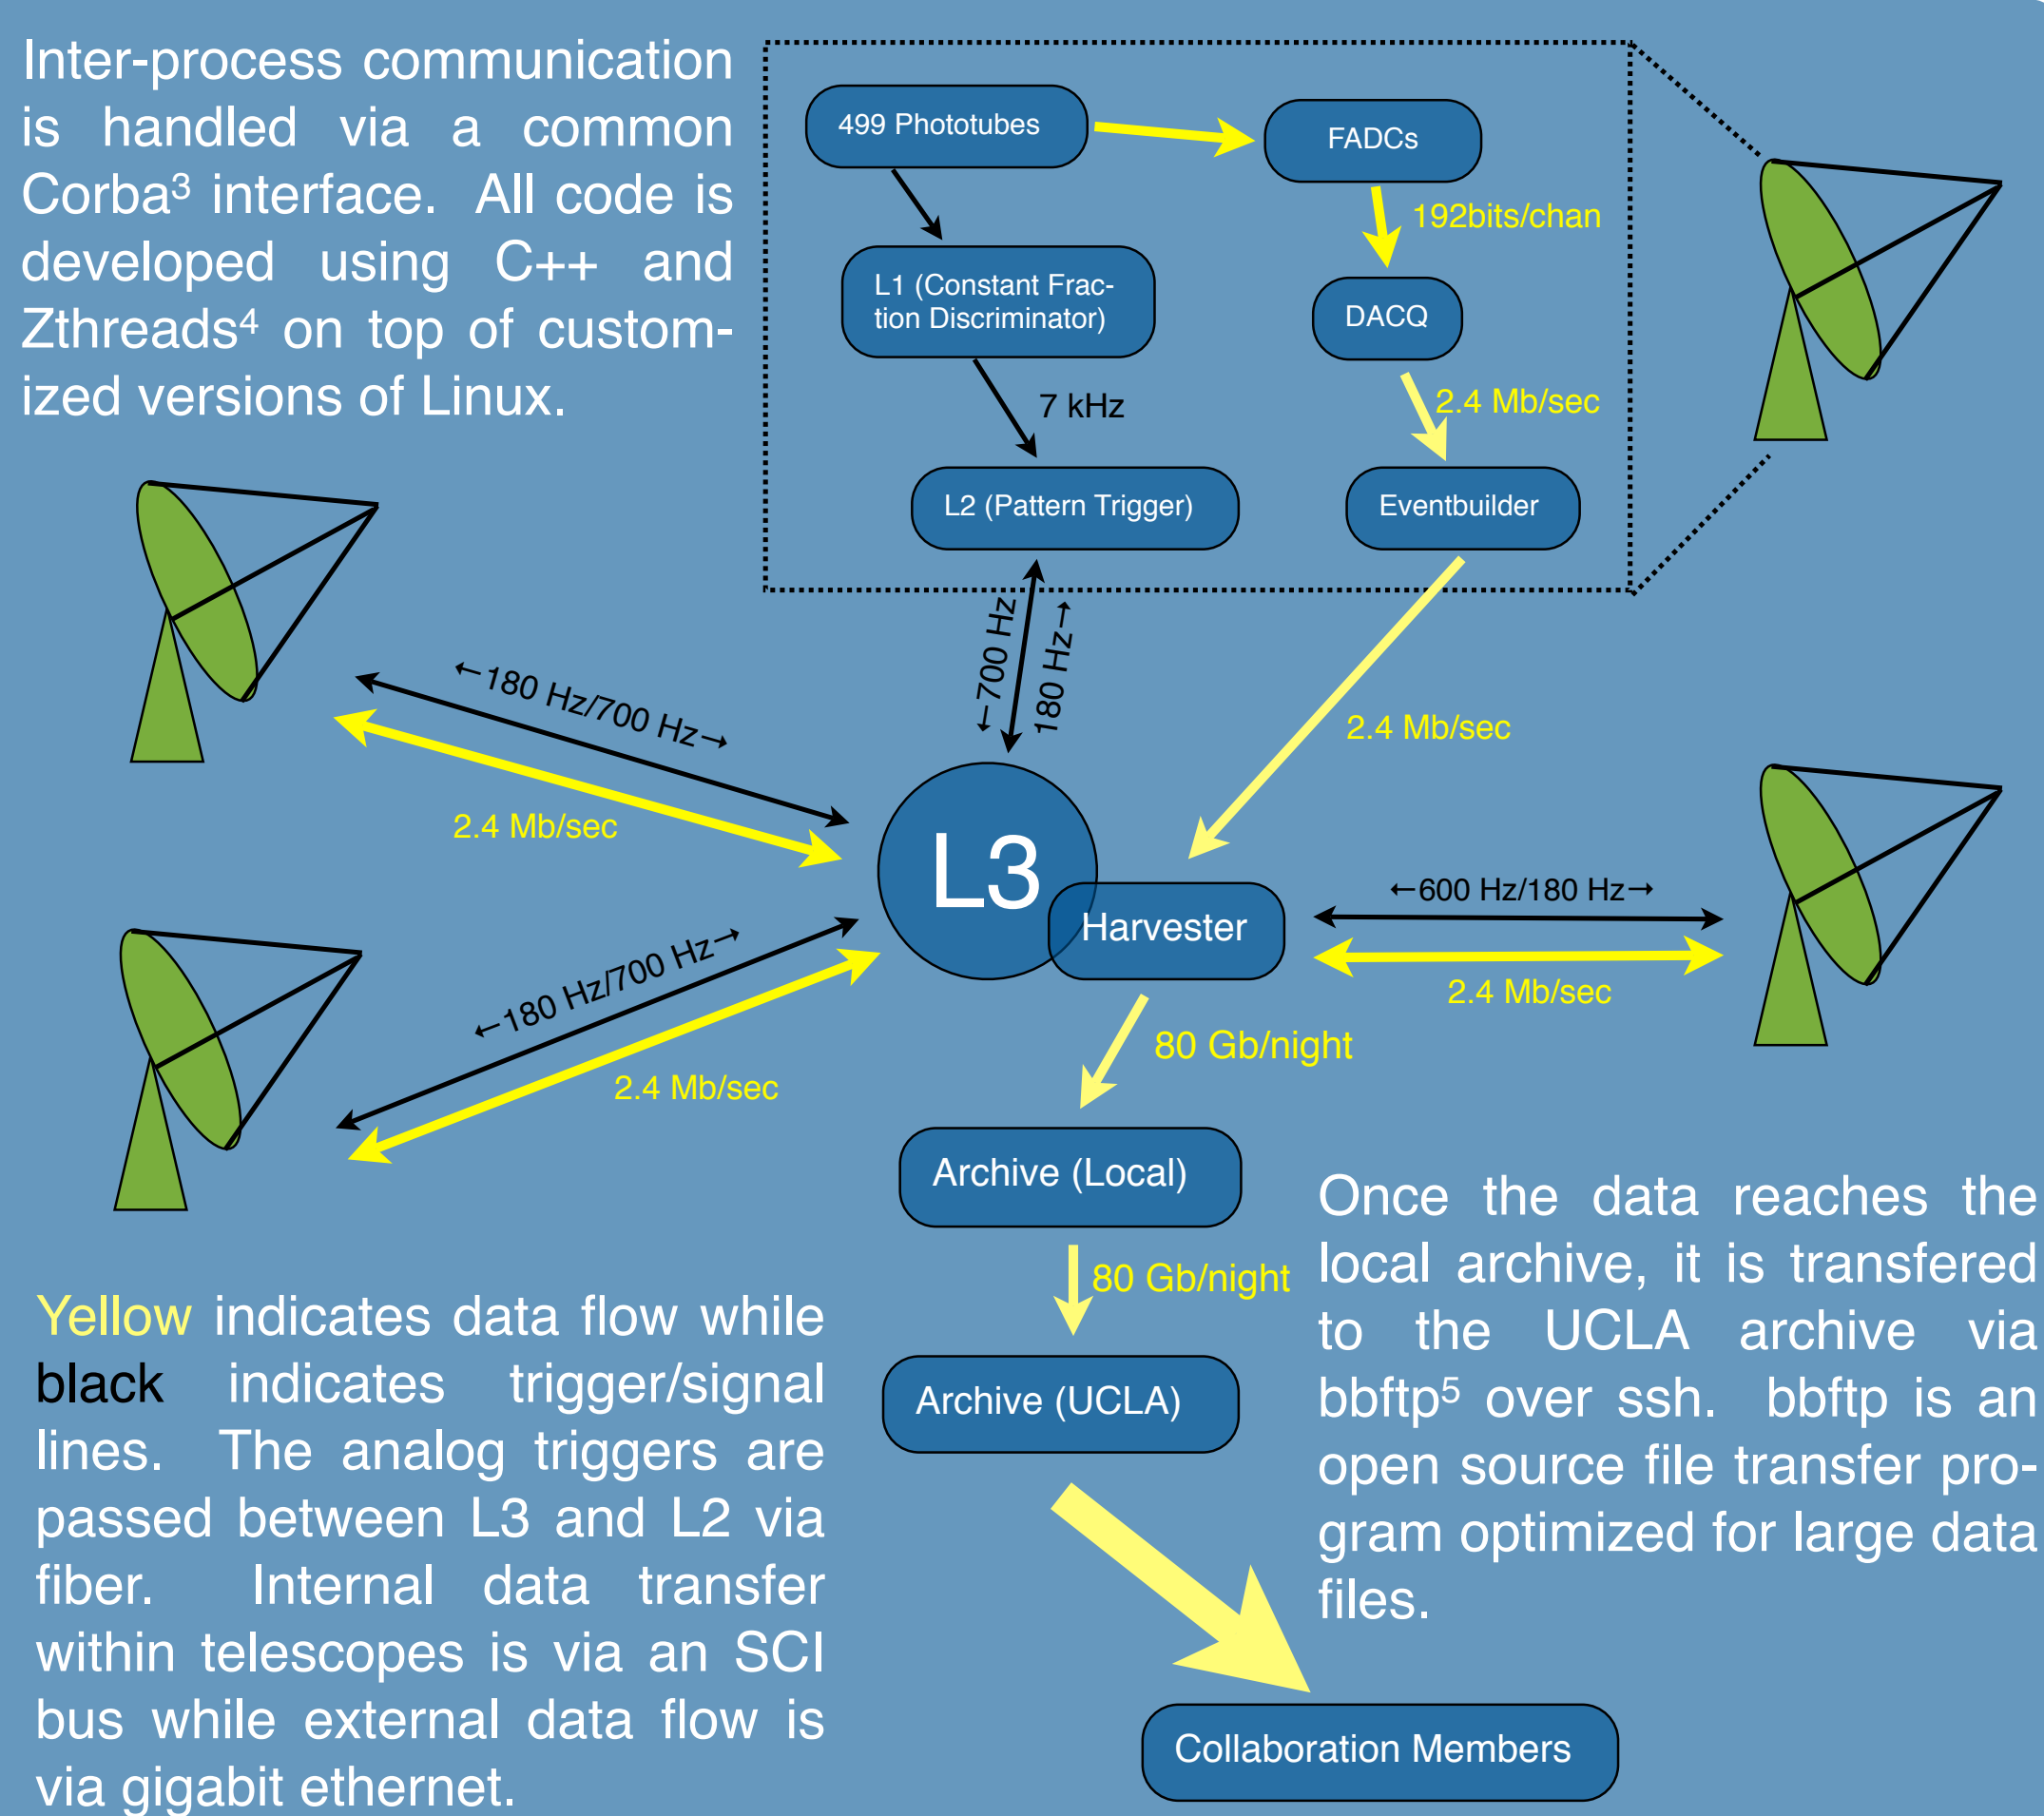 Inter-process communication
is handled via a common
Corba³ interface. All code is
developed using C++ and
Zthreads⁴ on top of custom-
ized versions of Linux.
499 Phototubes
FADCs
192bits/chan
L1 (Constant Frac-
tion Discriminator)
DACQ
7 kHz
2.4 Mb/sec
L2 (Pattern Trigger)
Eventbuilder
←700 Hz
180 Hz→
←180 Hz/700 Hz→
2.4 Mb/sec
2.4 Mb/sec
L3
Harvester
←600 Hz/180 Hz→
2.4 Mb/sec
←180 Hz/700 Hz→
2.4 Mb/sec
80 Gb/night
Archive (Local)
80 Gb/night
Archive (UCLA)
Collaboration Members
Once the data reaches the
local archive, it is transfered
to the UCLA archive via
bbftp⁵ over ssh. bbftp is an
open source file transfer pro-
gram optimized for large data
files.
Yellow indicates data flow while
black indicates trigger/signal
lines. The analog triggers are
passed between L3 and L2 via
fiber. Internal data transfer
within telescopes is via an SCI
bus while external data flow is
via gigabit ethernet.